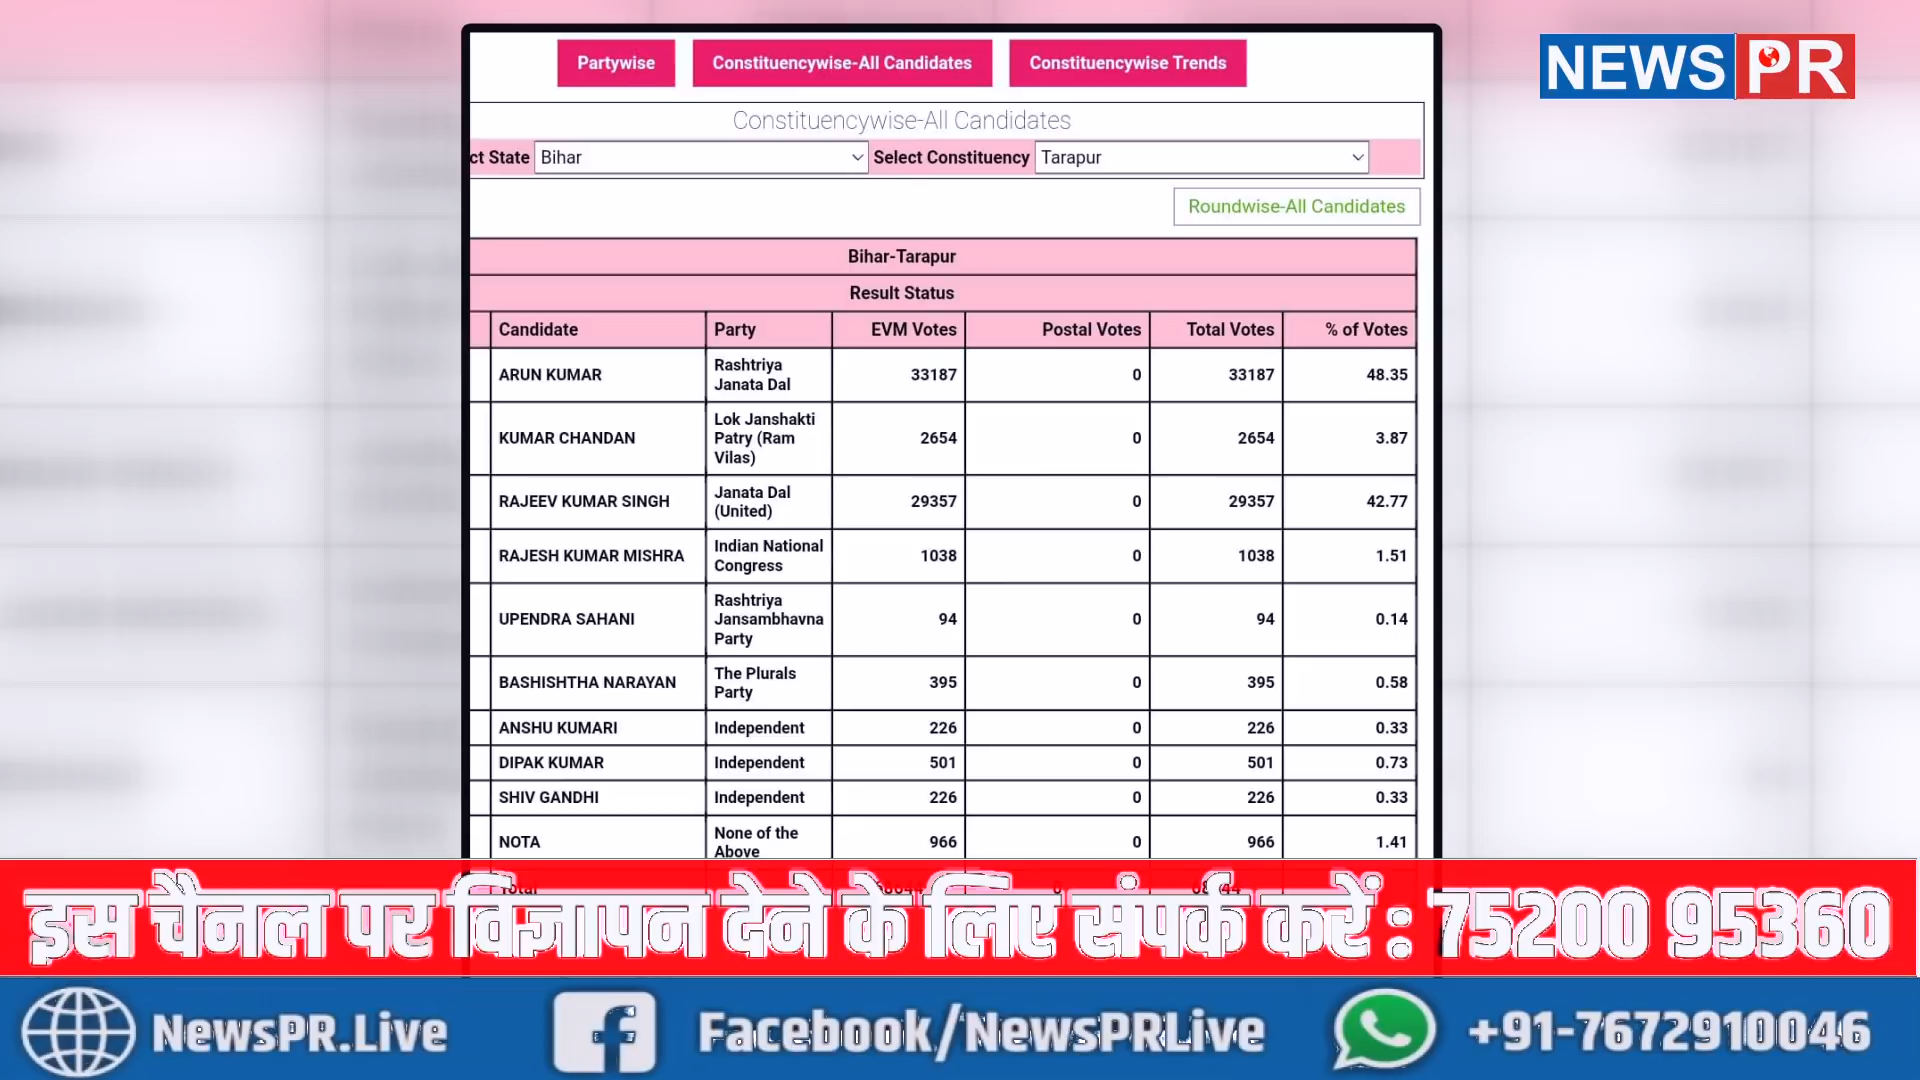 NEWS PR
Partywise Constituencywise-All Candidates Constituencywise Trends
Constituencywise-All Candidates
ct State Bihar Select Constituency Tarapur
Roundwise-All Candidates
Bihar-Tarapur
Result Status
Candidate Party EVM Votes Postal Votes Total Votes % of Votes
ARUN KUMAR Rashtriya Janata Dal 33187 0 33187 48.35
KUMAR CHANDAN Lok Janshakti Patry (Ram Vilas) 2654 0 2654 3.87
RAJEEV KUMAR SINGH Janata Dal (United) 29357 0 29357 42.77
RAJESH KUMAR MISHRA Indian National Congress 1038 0 1038 1.51
UPENDRA SAHANI Rashtriya Jansambhavna Party 94 0 94 0.14
BASHISHTHA NARAYAN The Plurals Party 395 0 395 0.58
ANSHU KUMARI Independent 226 0 226 0.33
DIPAK KUMAR Independent 501 0 501 0.73
SHIV GANDHI Independent 226 0 226 0.33
NOTA None of the Above 966 0 966 1.41
इस चैनल पर विज्ञापन देने के लिए संपर्क करें : 75200 95360
NewsPR.Live Facebook/NewsPRLive +91-7672910046